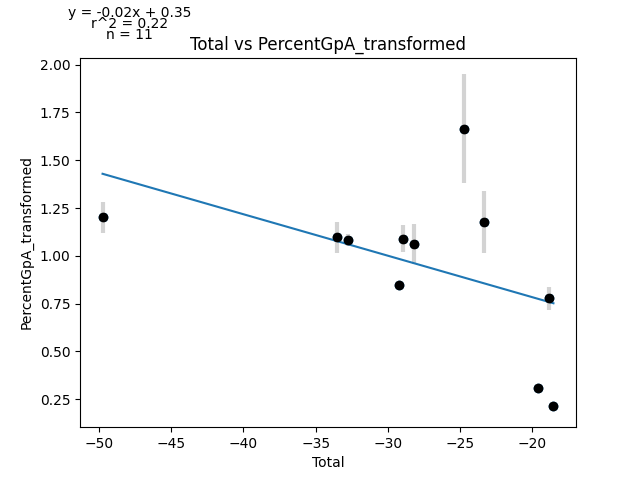 y = -0.02x + 0.35
r^2 = 0.22
n = 11
Total vs PercentGpA_transformed
2.00
1.75
1.50
1.25
1.00
0.75
0.50
0.25
PercentGpA_transformed
−50
−45
−40
−35
−30
−25
−20
Total